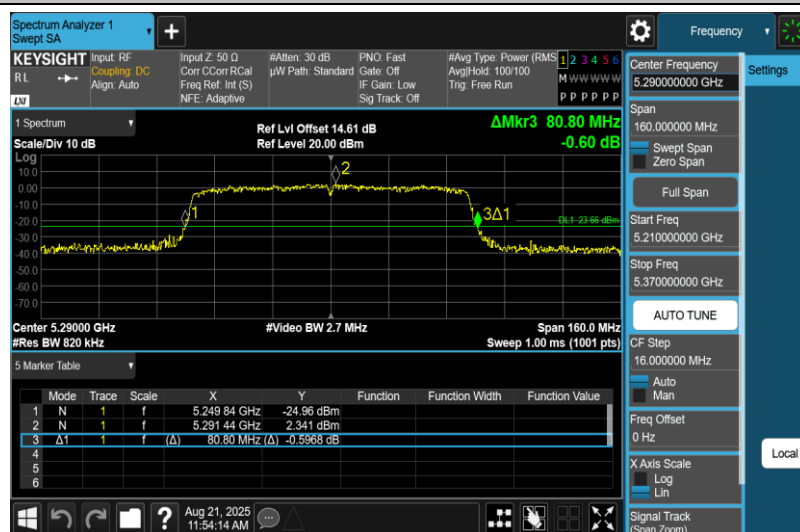 Spectrum Analyzer 1
Swept SA
+
Frequency
KEYSIGHT
RL
LXI
Input: RF
Coupling: DC
Align: Auto
Input Z: 50 Ω
Corr CCorr RCal
Freq Ref: Int (S)
NFE: Adaptive
#Atten: 30 dB
µW Path: Standard
PNO: Fast
Gate: Off
IF Gain: Low
Sig Track: Off
#Avg Type: Power (RMS
Avg|Hold: 100/100
Trig: Free Run
1 2 3 4 5 6
M W W W W W
P P P P P P
Center Frequency
5.290000000 GHz
Settings
1 Spectrum
Scale/Div 10 dB
Ref Lvl Offset 14.61 dB
Ref Level 20.00 dBm
ΔMkr3 80.80 MHz
-0.60 dB
Log
10.0
0.00
-10.0
-20.0
-30.0
-40.0
-50.0
-60.0
-70.0
1
2
3Δ1
DL1 -23.66 dBm
Center 5.29000 GHz
#Res BW 820 kHz
#Video BW 2.7 MHz
Span 160.0 MHz
Sweep 1.00 ms (1001 pts)
Span
160.000000 MHz
Swept Span
Zero Span
Full Span
Start Freq
5.210000000 GHz
Stop Freq
5.370000000 GHz
AUTO TUNE
CF Step
16.000000 MHz
Auto
Man
Freq Offset
0 Hz
X Axis Scale
Log
Lin
Signal Track
(Span Zoom)
Local
5 Marker Table
Mode Trace Scale X Y Function Function Width Function Value
1 N 1 f 5.249 84 GHz -24.96 dBm
2 N 1 f 5.291 44 GHz 2.341 dBm
3 Δ1 1 f (Δ) 80.80 MHz (Δ) -0.5968 dB
4
5
6
?
Aug 21, 2025
11:54:14 AM